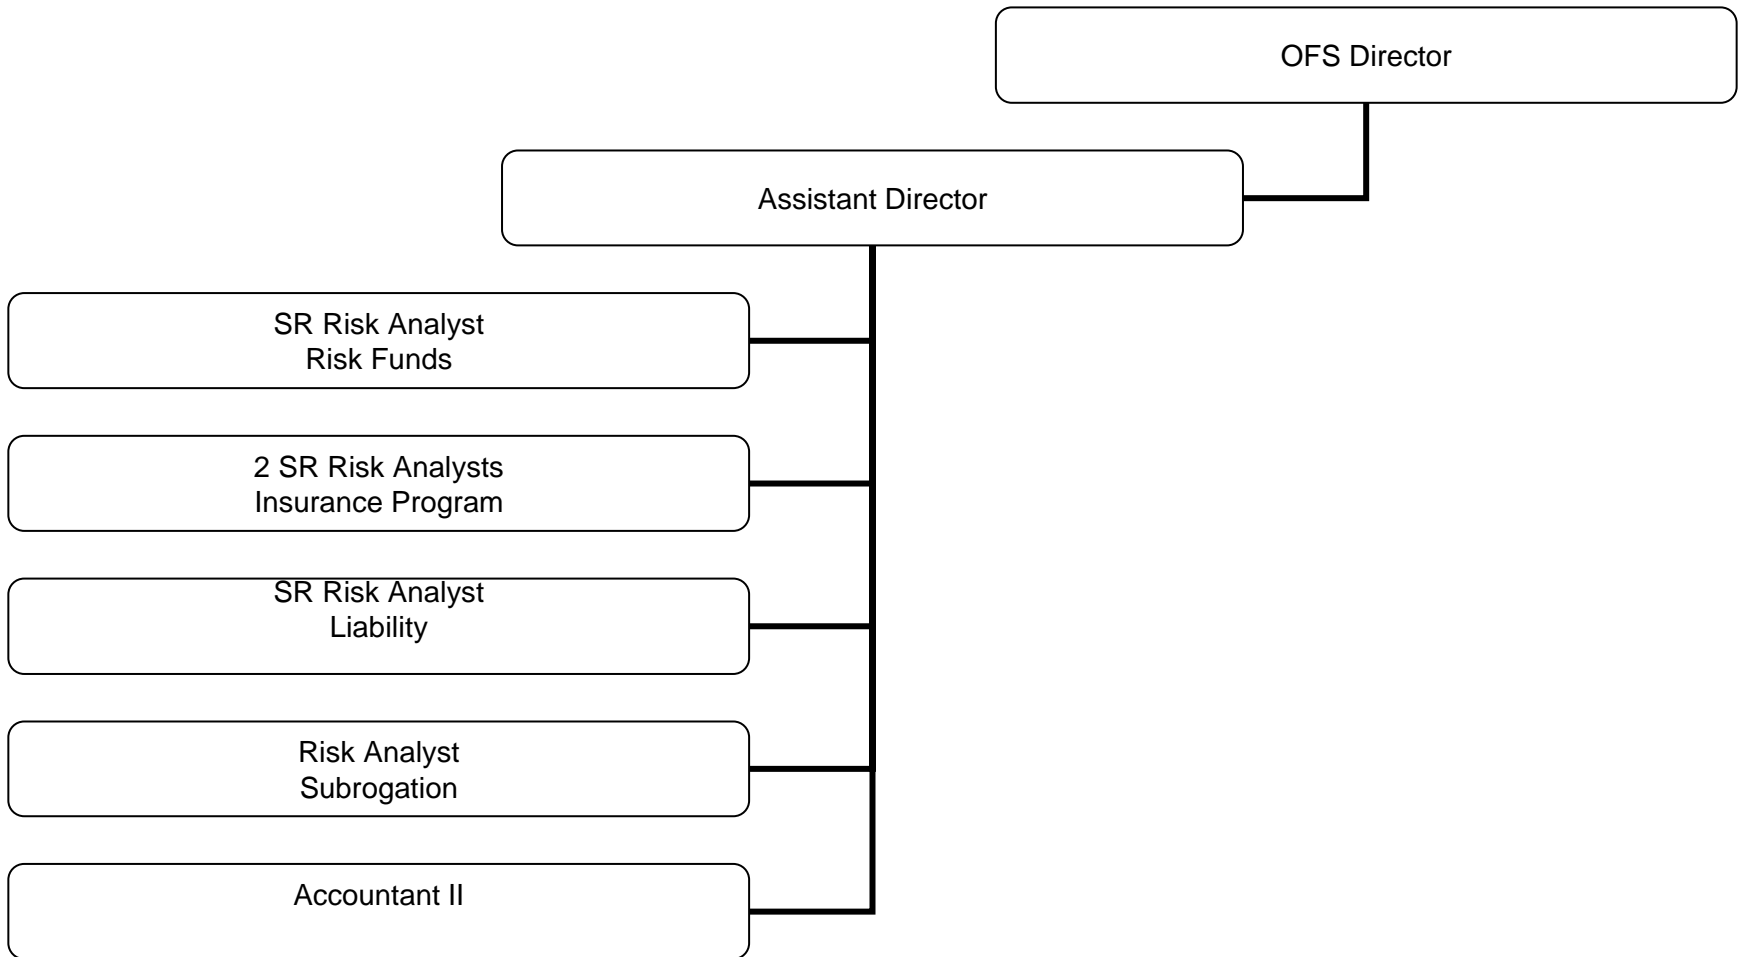 OFS Director
Assistant Director
SR Risk Analyst
Risk Funds
2 SR Risk Analysts
Insurance Program
SR Risk Analyst
Liability
Risk Analyst
Subrogation
Accountant II